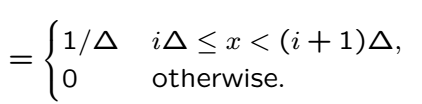 = { 1/Δ   iΔ ≤ x < (i + 1)Δ,
0   otherwise.